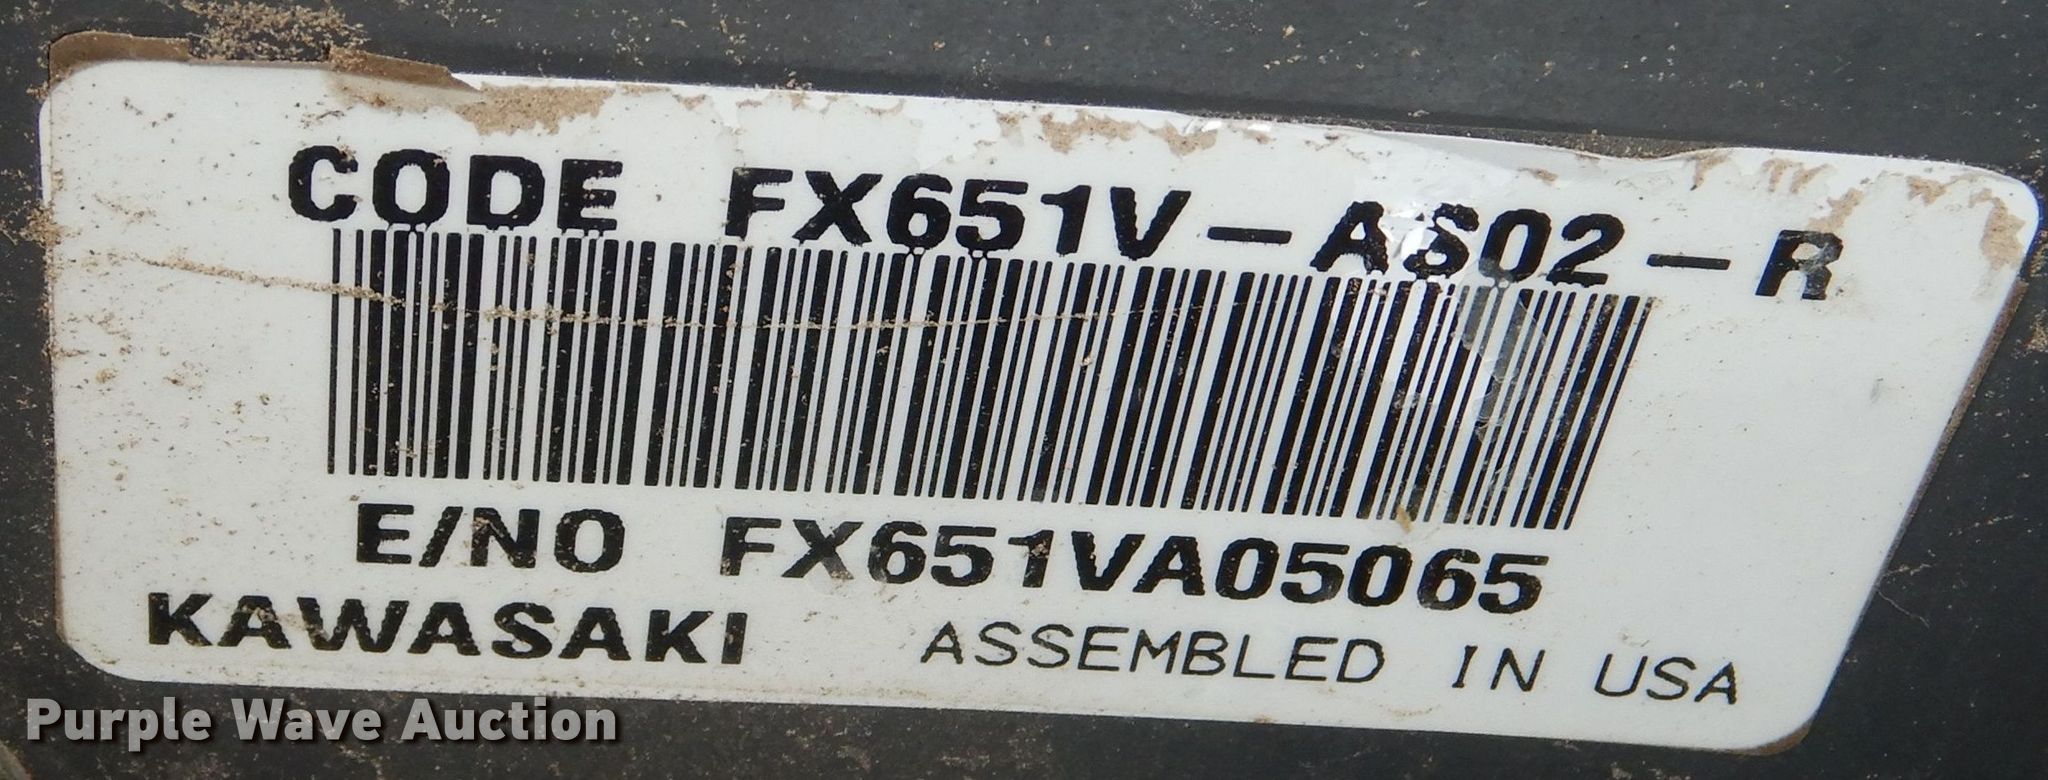 CODE FX651V-AS02-R
E/NO FX651VA05065
KAWASAKI ASSEMBLED IN USA
Purple Wave Auction